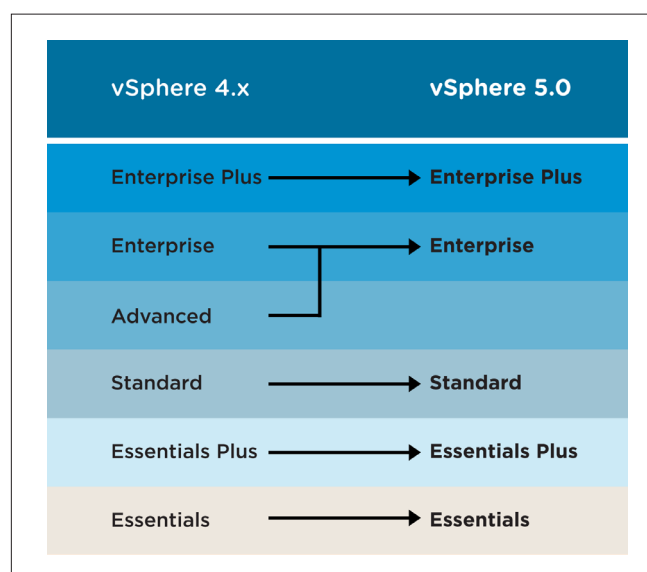 vSphere 4.x vSphere 5.0
Enterprise Plus Enterprise Plus
Enterprise Enterprise
Advanced
Standard Standard
Essentials Plus Essentials Plus
Essentials Essentials